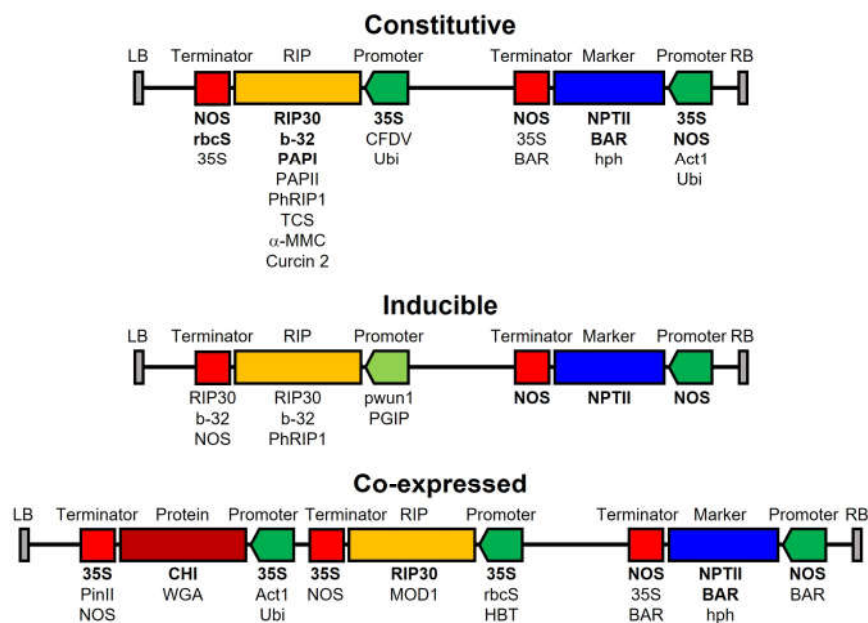 Constitutive
LB Terminator RIP Promoter Terminator Marker Promoter RB
NOS RIP30 35S NOS NPTII 35S
rbcS b-32 CFDV 35S BAR NOS
35S PAPI Ubi BAR hph Act1
PAPII Ubi
PhRIP1
TCS
α-MMC
Curcin 2
Inducible
LB Terminator RIP Promoter Terminator Marker Promoter RB
RIP30 RIP30 pwun1 NOS NPTII NOS
b-32 b-32 PGIP
NOS PhRIP1
Co-expressed
LB Terminator Protein Promoter Terminator RIP Promoter Terminator Marker Promoter RB
35S CHI 35S 35S RIP30 35S NOS NPTII NOS
PinII WGA Act1 NOS MOD1 rbcS 35S BAR BAR
NOS Ubi HBT BAR hph